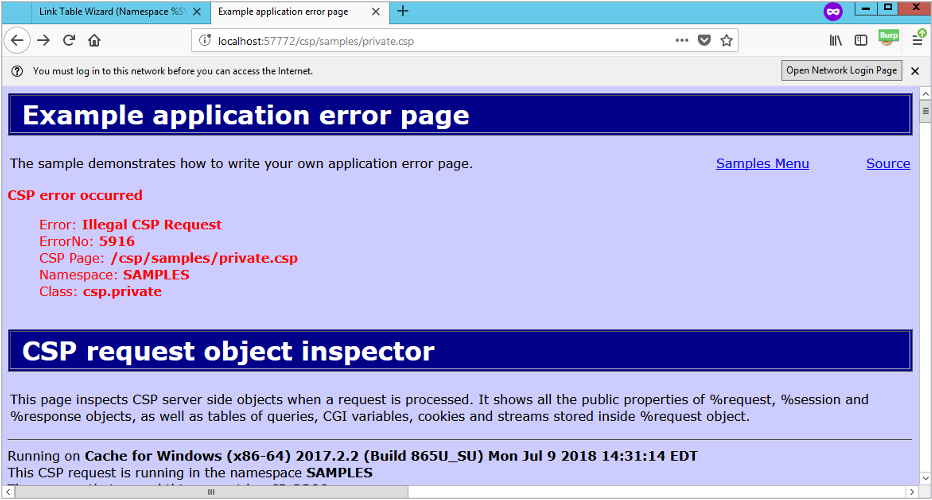 Link Table Wizard (Namespace %S
Example application error page
localhost:57772/csp/samples/private.csp
Burp
You must log in to this network before you can access the Internet.
Open Network Login Page
Example application error page
The sample demonstrates how to write your own application error page.
Samples Menu
Source
CSP error occurred
Error: Illegal CSP Request
ErrorNo: 5916
CSP Page: /csp/samples/private.csp
Namespace: SAMPLES
Class: csp.private
CSP request object inspector
This page inspects CSP server side objects when a request is processed. It shows all the public properties of %request, %session and
%response objects, as well as tables of queries, CGI variables, cookies and streams stored inside %request object.
Running on Cache for Windows (x86-64) 2017.2.2 (Build 865U_SU) Mon Jul 9 2018 14:31:14 EDT
This CSP request is running in the namespace SAMPLES